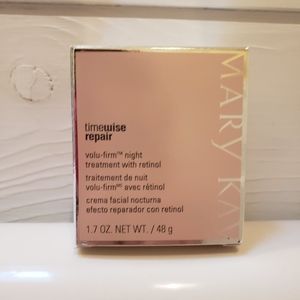 timewise
repair
volu-firm™ night
treatment with retinol
traitement de nuit
volu-firmᴹᶜ avec rétinol
crema facial nocturna
efecto reparador con retinol
1.7 OZ. NET WT. / 48 g
MARY KAY